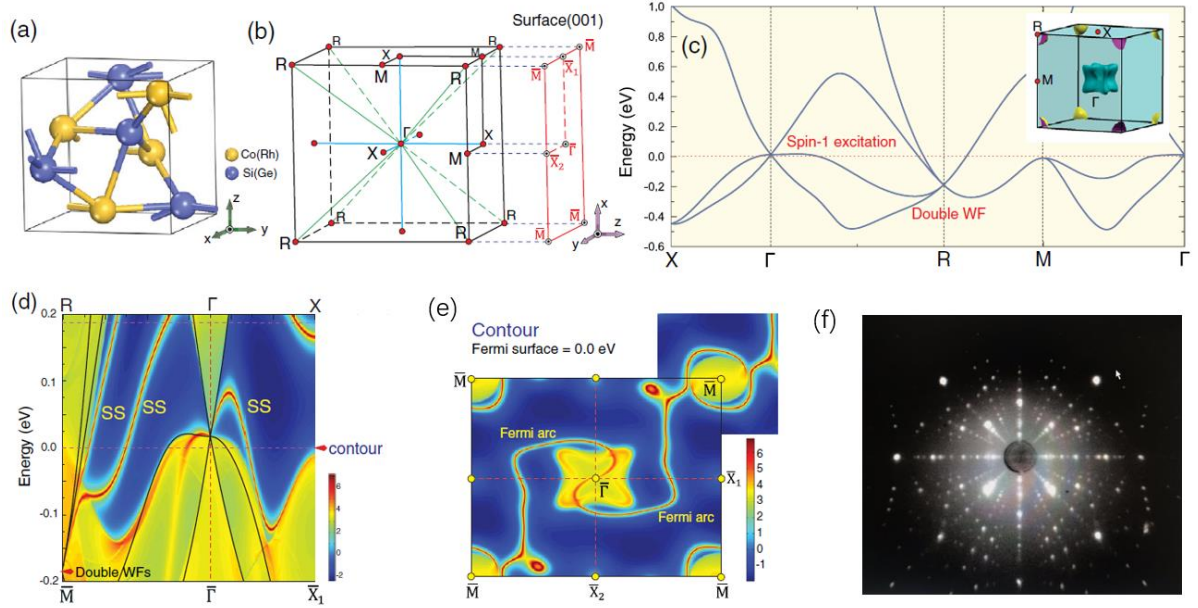 (a)
Co(Rh)
Si(Ge)
z
x
y
(b)
Surface(001)
R
R
X
M
M̅
R
M
R
M̅
X̅₁
Γ
X
X
M
Γ̅
X̅₂
R
R
M̅
R
R
M̅
x
z
y
(c)
1.0
0.8
0.6
0.4
0.2
0.0
-0.2
-0.4
-0.6
Energy (eV)
Spin-1 excitation
Double WF
R
X
M
Γ
X
Γ
R
M
Γ
(d)
R
Γ
X
0.2
0.1
0.0
-0.1
-0.2
Energy (eV)
SS
SS
SS
contour
6
4
2
0
-2
Double WFs
M̅
Γ̅
X̅₁
(e)
Contour
Fermi surface = 0.0 eV
M̅
M̅
Fermi arc
Γ̅
X̅₁
Fermi arc
6
5
4
3
2
1
0
-1
M̅
X̅₂
M̅
(f)